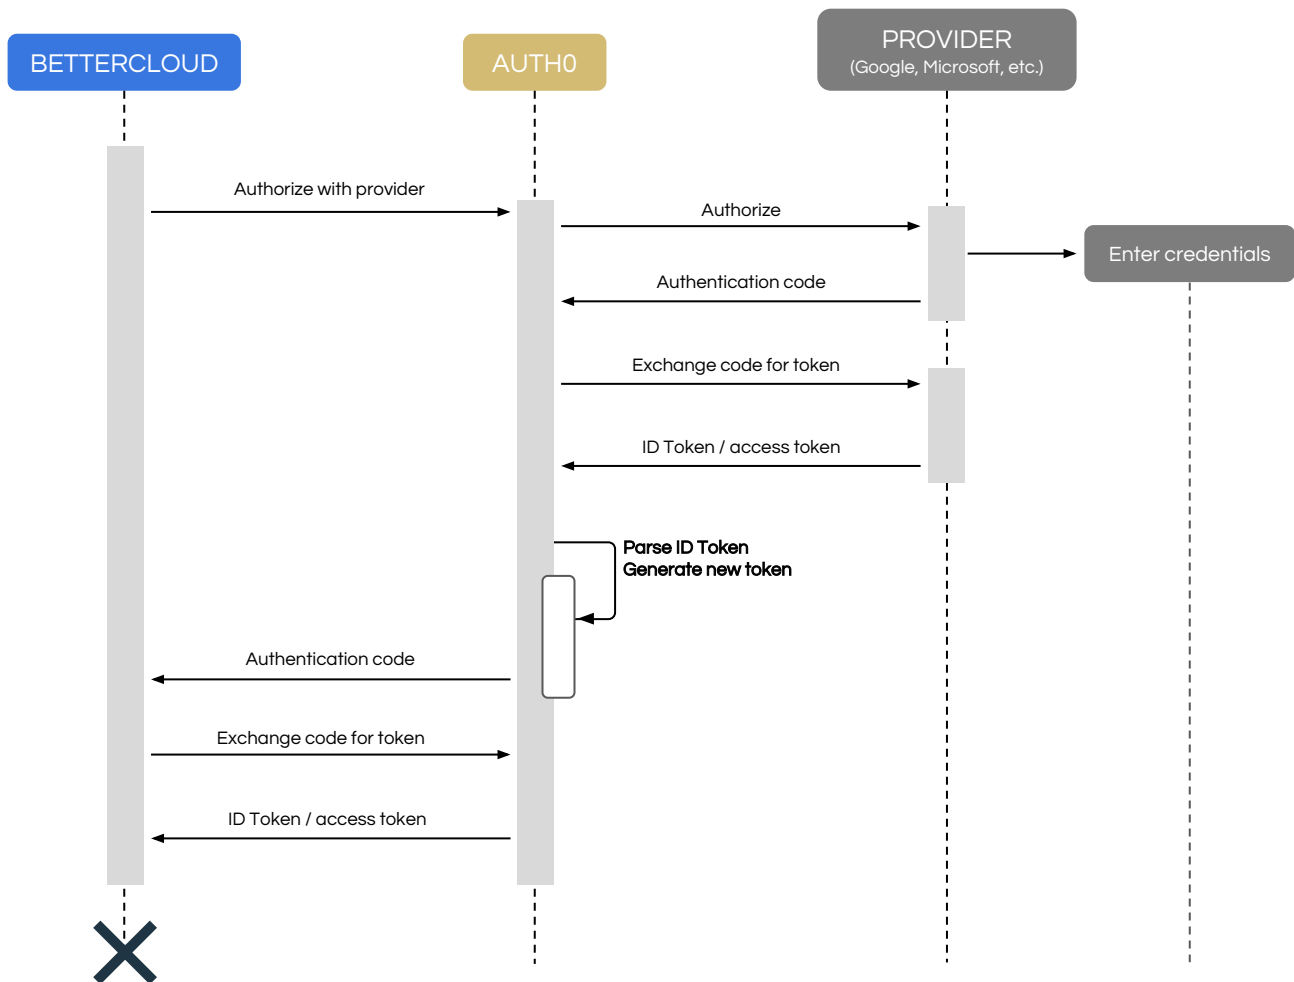 BETTERCLOUD
AUTH0
PROVIDER
(Google, Microsoft, etc.)
Authorize with provider
Authorize
Enter credentials
Authentication code
Exchange code for token
ID Token / access token
Parse ID Token
Generate new token
Authentication code
Exchange code for token
ID Token / access token